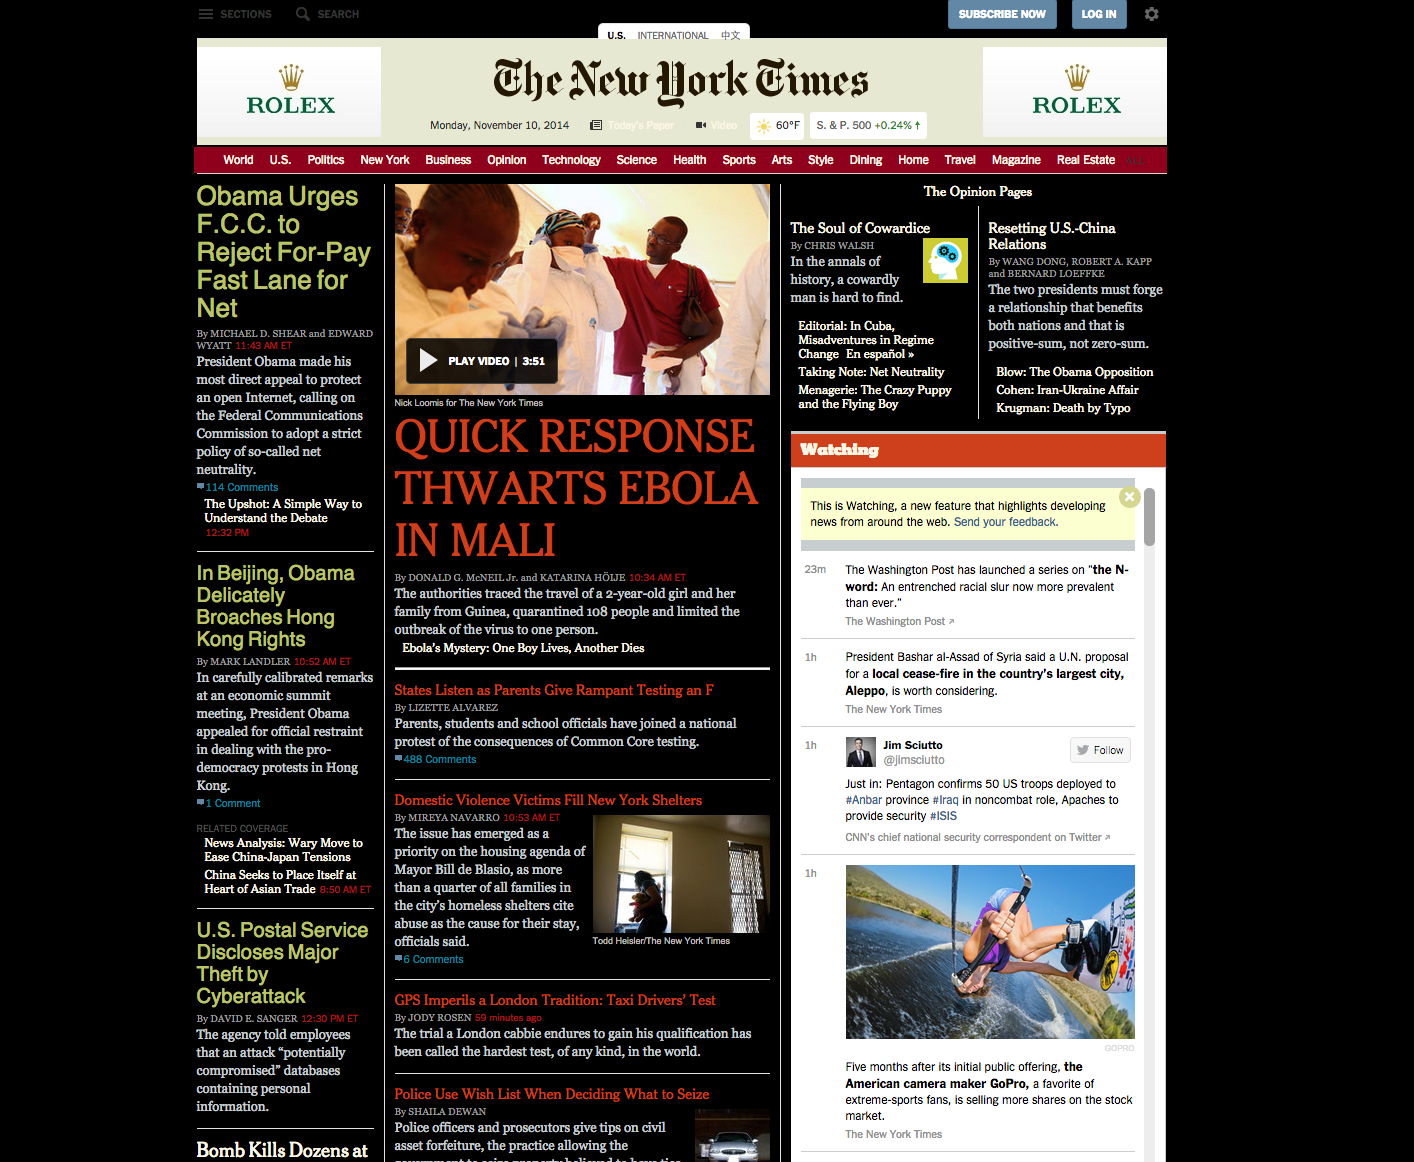 SECTIONS
SEARCH
SUBSCRIBE NOW
LOG IN
U.S. INTERNATIONAL 中文
ROLEX
The New York Times
ROLEX
Monday, November 10, 2014
Today's Paper
Video
60°F
S. & P. 500 +0.24% ↑
World U.S. Politics New York Business Opinion Technology Science Health Sports Arts Style Dining Home Travel Magazine Real Estate ALL
Obama Urges
F.C.C. to
Reject For-Pay
Fast Lane for
Net
By MICHAEL D. SHEAR and EDWARD
WYATT 11:43 AM ET
President Obama made his
most direct appeal to protect
an open Internet, calling on
the Federal Communications
Commission to adopt a strict
policy of so-called net
neutrality.
114 Comments
The Upshot: A Simple Way to
Understand the Debate
12:32 PM
In Beijing, Obama
Delicately
Broaches Hong
Kong Rights
By MARK LANDLER 10:52 AM ET
In carefully calibrated remarks
at an economic summit
meeting, President Obama
appealed for official restraint
in dealing with the pro-
democracy protests in Hong
Kong.
1 Comment
RELATED COVERAGE
News Analysis: Wary Move to
Ease China-Japan Tensions
China Seeks to Place Itself at
Heart of Asian Trade 8:50 AM ET
U.S. Postal Service
Discloses Major
Theft by
Cyberattack
By DAVID E. SANGER 12:30 PM ET
The agency told employees
that an attack “potentially
compromised” databases
containing personal
information.
Bomb Kills Dozens at
PLAY VIDEO | 3:51
Nick Loomis for The New York Times
QUICK RESPONSE
THWARTS EBOLA
IN MALI
By DONALD G. McNEIL Jr. and KATARINA HÖIJE 10:34 AM ET
The authorities traced the travel of a 2-year-old girl and her
family from Guinea, quarantined 108 people and limited the
outbreak of the virus to one person.
Ebola’s Mystery: One Boy Lives, Another Dies
States Listen as Parents Give Rampant Testing an F
By LIZETTE ALVAREZ
Parents, students and school officials have joined a national
protest of the consequences of Common Core testing.
488 Comments
Domestic Violence Victims Fill New York Shelters
By MIREYA NAVARRO 10:53 AM ET
The issue has emerged as a
priority on the housing agenda of
Mayor Bill de Blasio, as more
than a quarter of all families in
the city’s homeless shelters cite
abuse as the cause for their stay,
officials said.
6 Comments
Todd Heisler/The New York Times
GPS Imperils a London Tradition: Taxi Drivers’ Test
By JODY ROSEN 59 minutes ago
The trial a London cabbie endures to gain his qualification has
been called the hardest test, of any kind, in the world.
Police Use Wish List When Deciding What to Seize
By SHAILA DEWAN
Police officers and prosecutors give tips on civil
asset forfeiture, the practice allowing the
government to seize property believed to have ties
The Opinion Pages
The Soul of Cowardice
By CHRIS WALSH
In the annals of
history, a cowardly
man is hard to find.
Editorial: In Cuba,
Misadventures in Regime
Change En español »
Taking Note: Net Neutrality
Menagerie: The Crazy Puppy
and the Flying Boy
Resetting U.S.-China
Relations
By WANG DONG, ROBERT A. KAPP
and BERNARD LOEFFKE
The two presidents must forge
a relationship that benefits
both nations and that is
positive-sum, not zero-sum.
Blow: The Obama Opposition
Cohen: Iran-Ukraine Affair
Krugman: Death by Typo
Watching
This is Watching, a new feature that highlights developing
news from around the web. Send your feedback.
23m
The Washington Post has launched a series on "the N-
word: An entrenched racial slur now more prevalent
than ever."
The Washington Post
1h
President Bashar al-Assad of Syria said a U.N. proposal
for a local cease-fire in the country's largest city,
Aleppo, is worth considering.
The New York Times
1h
Jim Sciutto
@jimsciutto
Follow
Just in: Pentagon confirms 50 US troops deployed to
#Anbar province #Iraq in noncombat role, Apaches to
provide security #ISIS
CNN's chief national security correspondent on Twitter
1h
GOPRO
Five months after its initial public offering, the
American camera maker GoPro, a favorite of
extreme-sports fans, is selling more shares on the stock
market.
The New York Times